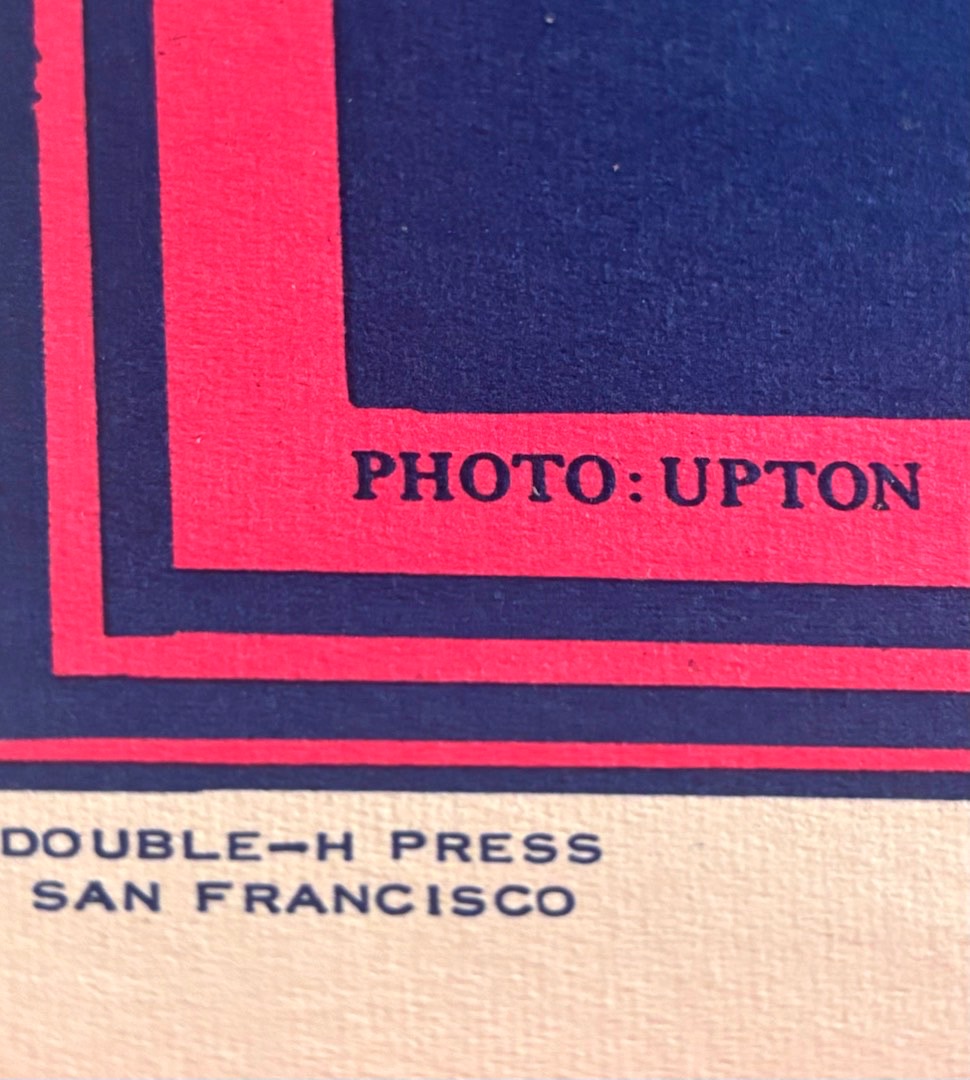 PHOTO: UPTON
DOUBLE-H PRESS
SAN FRANCISCO